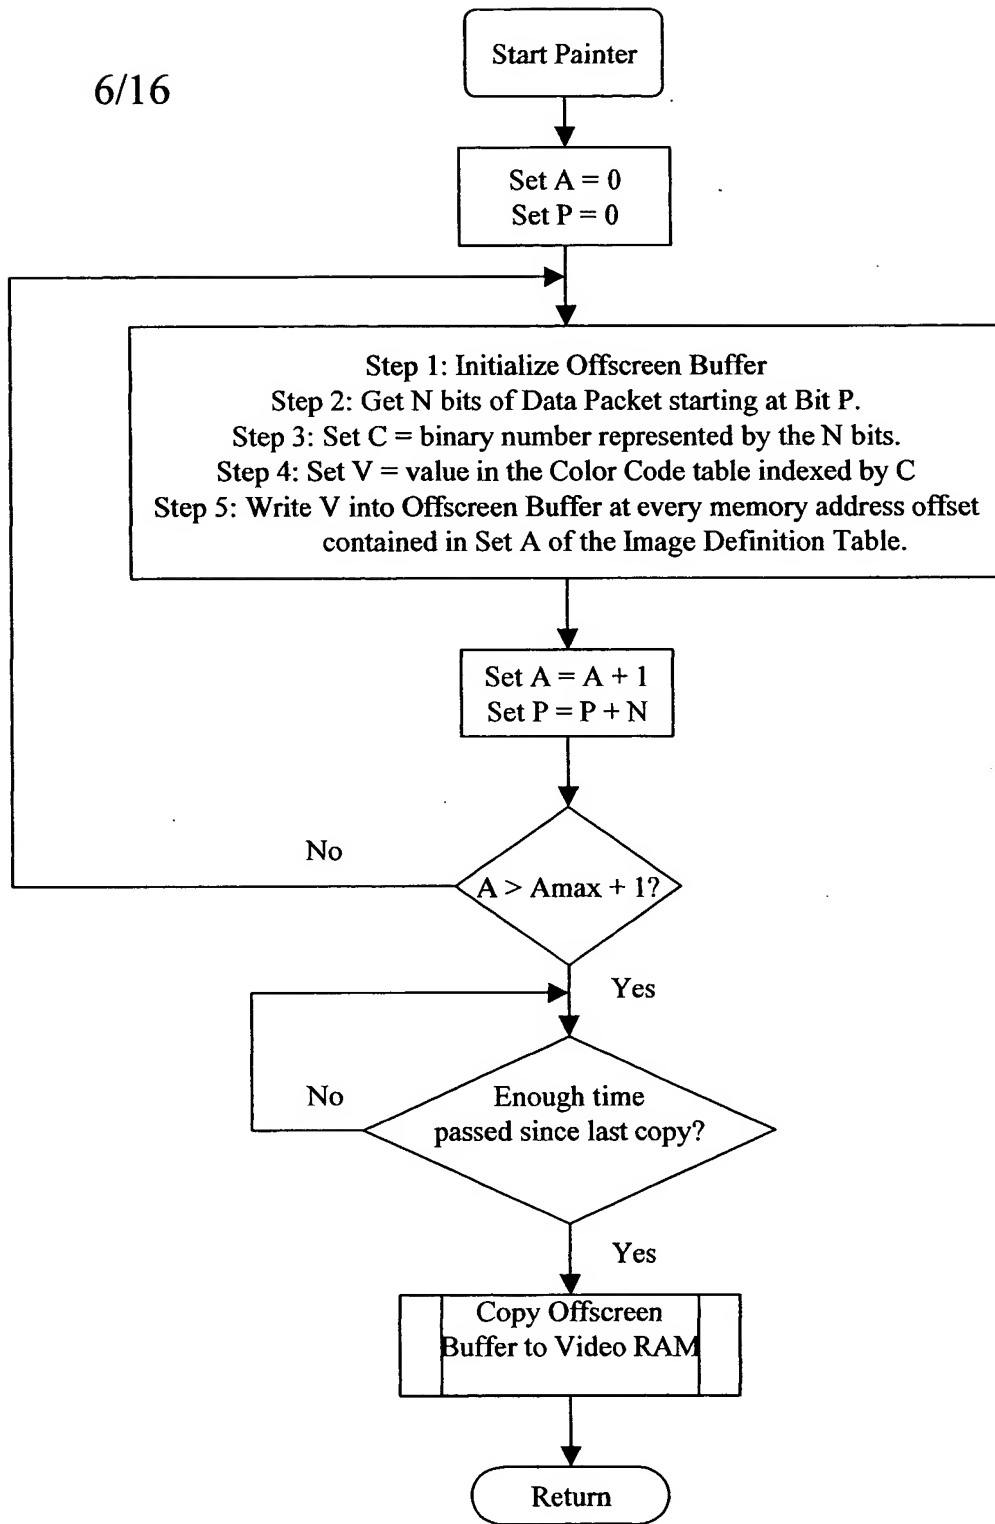 6/16
Start Painter
Set A = 0
Set P = 0
Step 1: Initialize Offscreen Buffer
Step 2: Get N bits of Data Packet starting at Bit P.
Step 3: Set C = binary number represented by the N bits.
Step 4: Set V = value in the Color Code table indexed by C
Step 5: Write V into Offscreen Buffer at every memory address offset
contained in Set A of the Image Definition Table.
Set A = A + 1
Set P = P + N
No
A > Amax + 1?
Yes
No
Enough time
passed since last copy?
Yes
Copy Offscreen
Buffer to Video RAM
Return